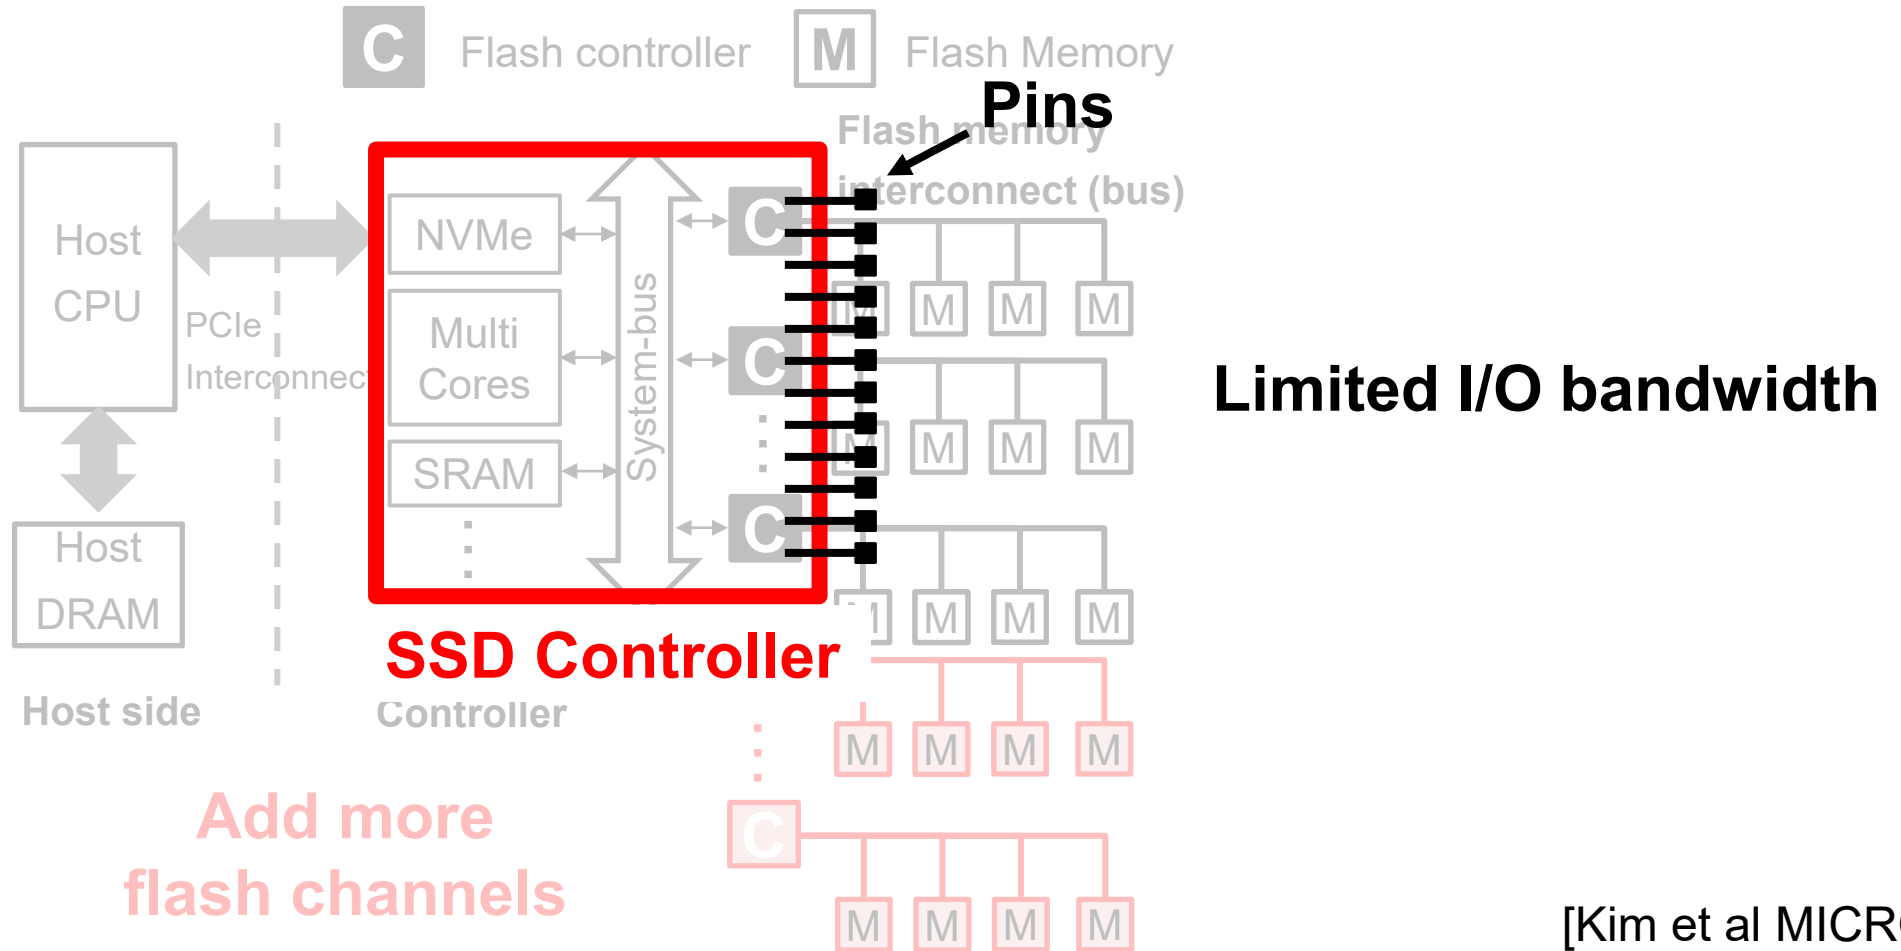 C Flash controller M Flash Memory
Pins
Flash memory
interconnect (bus)
Host
CPU
PCIe
Interconnect
NVMe
Multi
Cores
SRAM
System-bus
C
C
C
M M M M
M M M M
M M M M
Host
DRAM
SSD Controller
Host side
Controller
Limited I/O bandwidth
M M M M
Add more
flash channels
C
M M M M
[Kim et al MICR